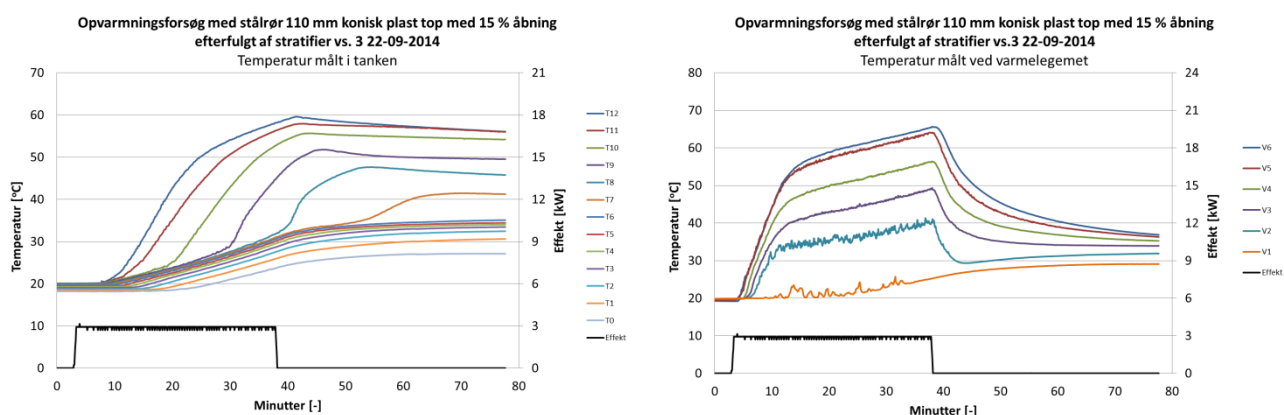 Opvarmningsforsøg med stålrør 110 mm konisk plast top med 15 % åbning
efterfulgt af stratifier vs. 3 22-09-2014
Temperatur målt i tanken
70
60
50
40
30
20
10
0
Temperatur [°C]
21
18
15
12
9
6
3
0
Effekt [kW]
0 10 20 30 40 50 60 70 80
Minutter [-]
T12
T11
T10
T9
T8
T7
T6
T5
T4
T3
T2
T1
T0
Effekt
Opvarmningsforsøg med stålrør 110 mm konisk plast top med 15 % åbning
efterfulgt af stratifier vs.3 22-09-2014
Temperatur målt ved varmelegemet
80
70
60
50
40
30
20
10
0
Temperatur [°C]
24
21
18
15
12
9
6
3
0
Effekt [kW]
0 10 20 30 40 50 60 70 80
Minutter [-]
V6
V5
V4
V3
V2
V1
Effekt